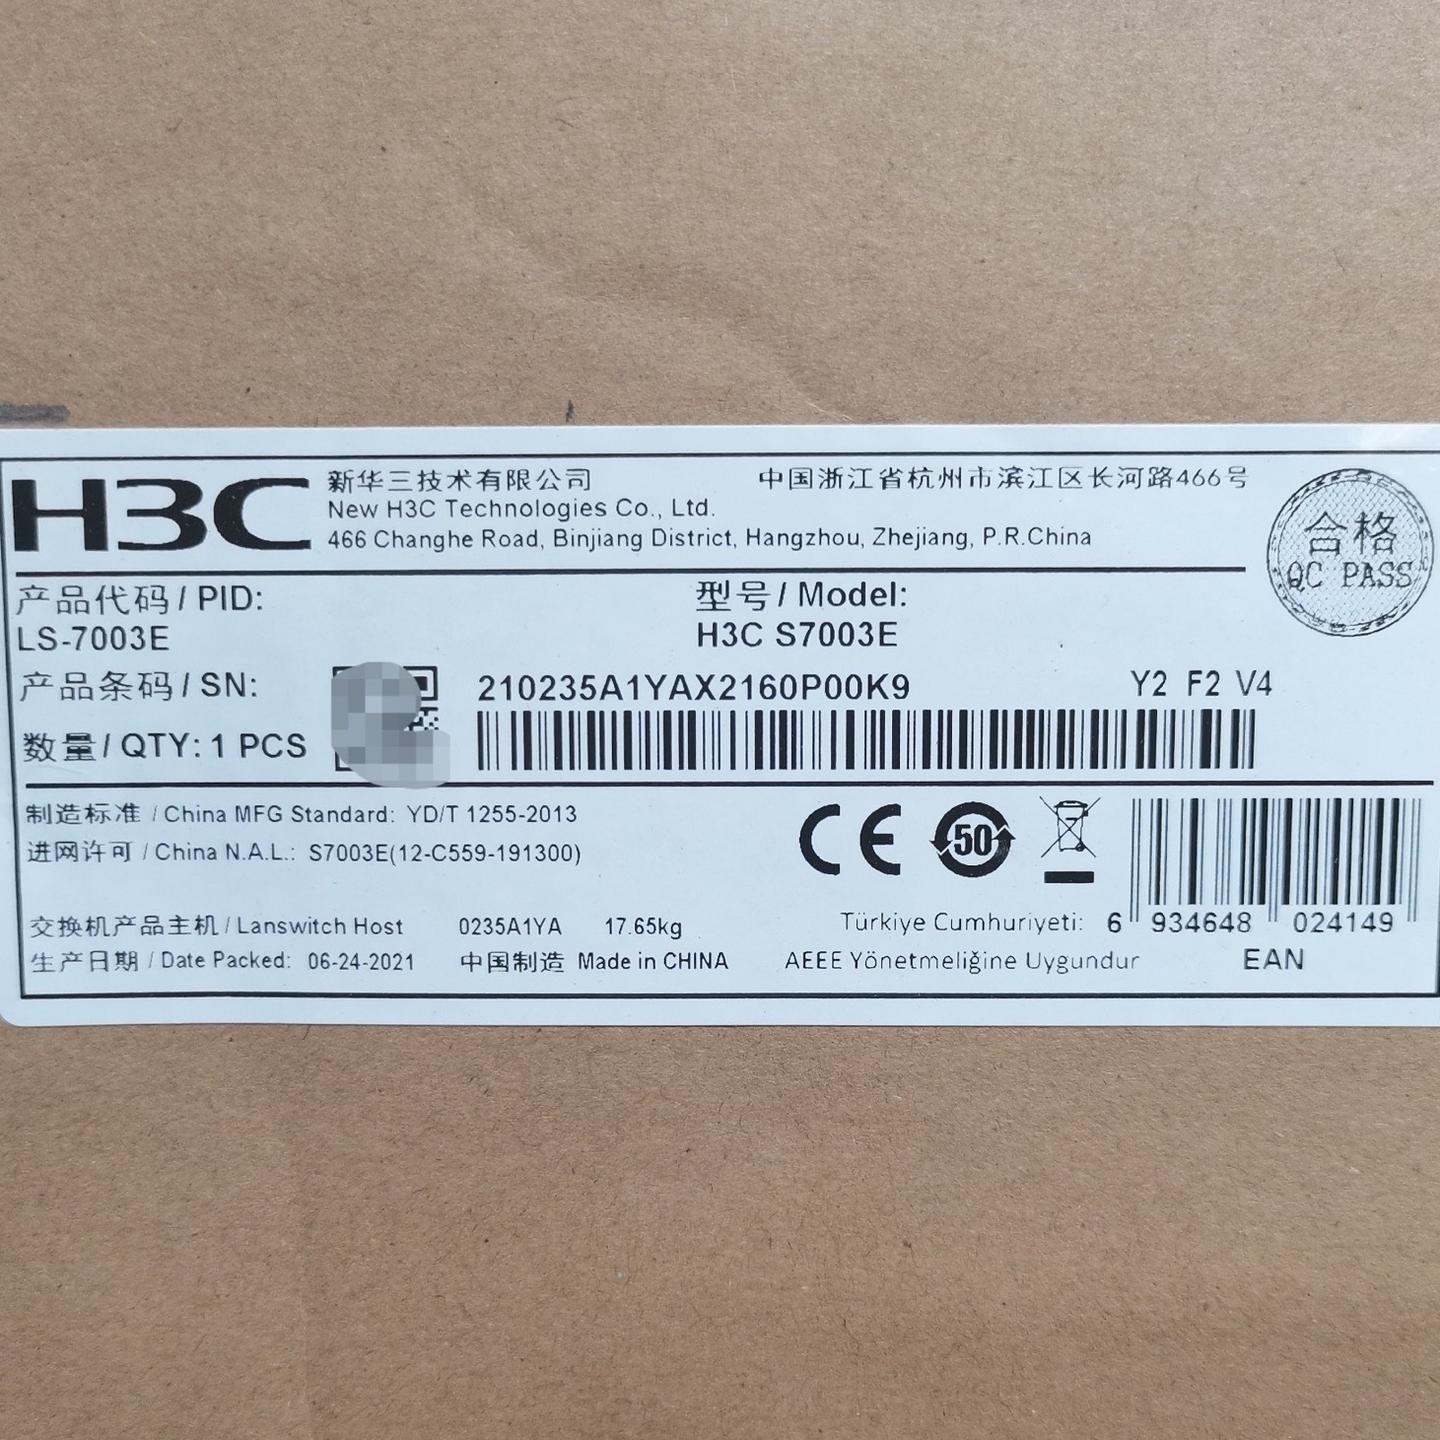 H3C
新华三技术有限公司 中国浙江省杭州市滨江区长河路466号
New H3C Technologies Co., Ltd.
466 Changhe Road, Binjiang District, Hangzhou, Zhejiang, P.R.China
合格
QC PASS
产品代码 / PID: 型号 / Model:
LS-7003E H3C S7003E
产品条码 / SN: 210235A1YAX2160P00K9 Y2 F2 V4
数量 / QTY: 1 PCS
制造标准 / China MFG Standard: YD/T 1255-2013
进网许可 / China N.A.L.: S7003E(12-C559-191300)
CE 50
交换机产品主机 / Lanswitch Host 0235A1YA 17.65kg Türkiye Cumhuriyeti: 6 934648 024149
生产日期 / Date Packed: 06-24-2021 中国制造 Made in CHINA AEEE Yönetmeliğine Uygundur EAN